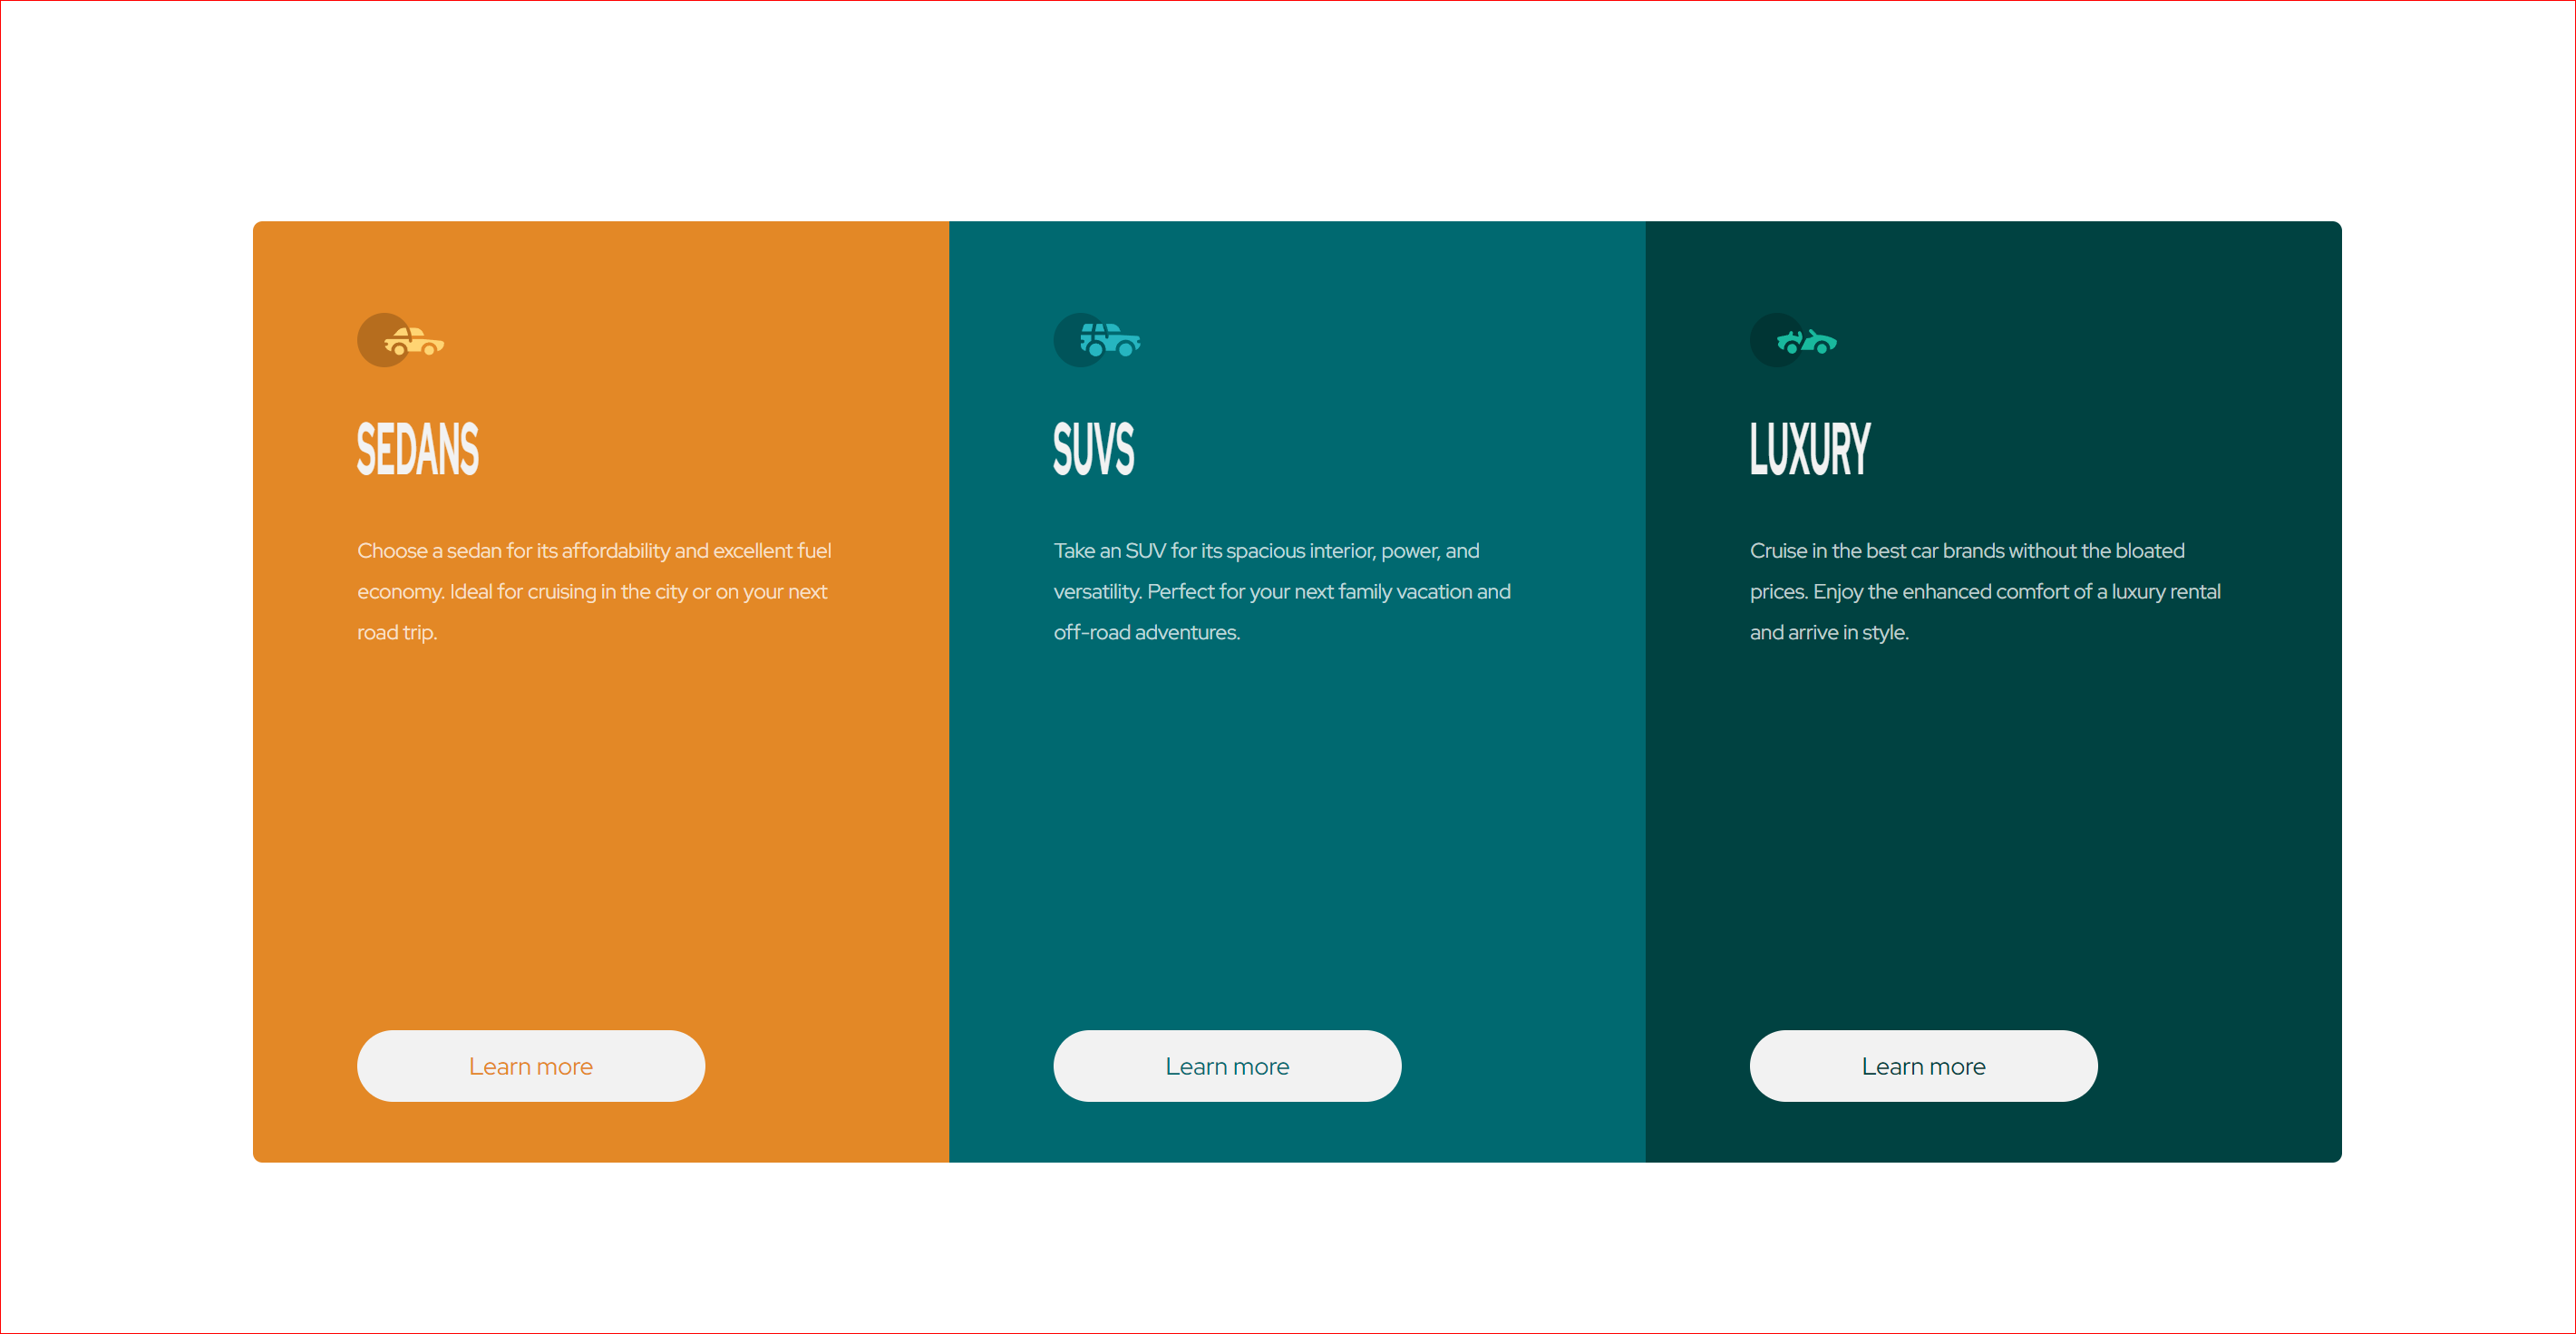 SEDANS
Choose a sedan for its affordability and excellent fuel
economy. Ideal for cruising in the city or on your next
road trip.
Learn more
SUVS
Take an SUV for its spacious interior, power, and
versatility. Perfect for your next family vacation and
off-road adventures.
Learn more
LUXURY
Cruise in the best car brands without the bloated
prices. Enjoy the enhanced comfort of a luxury rental
and arrive in style.
Learn more